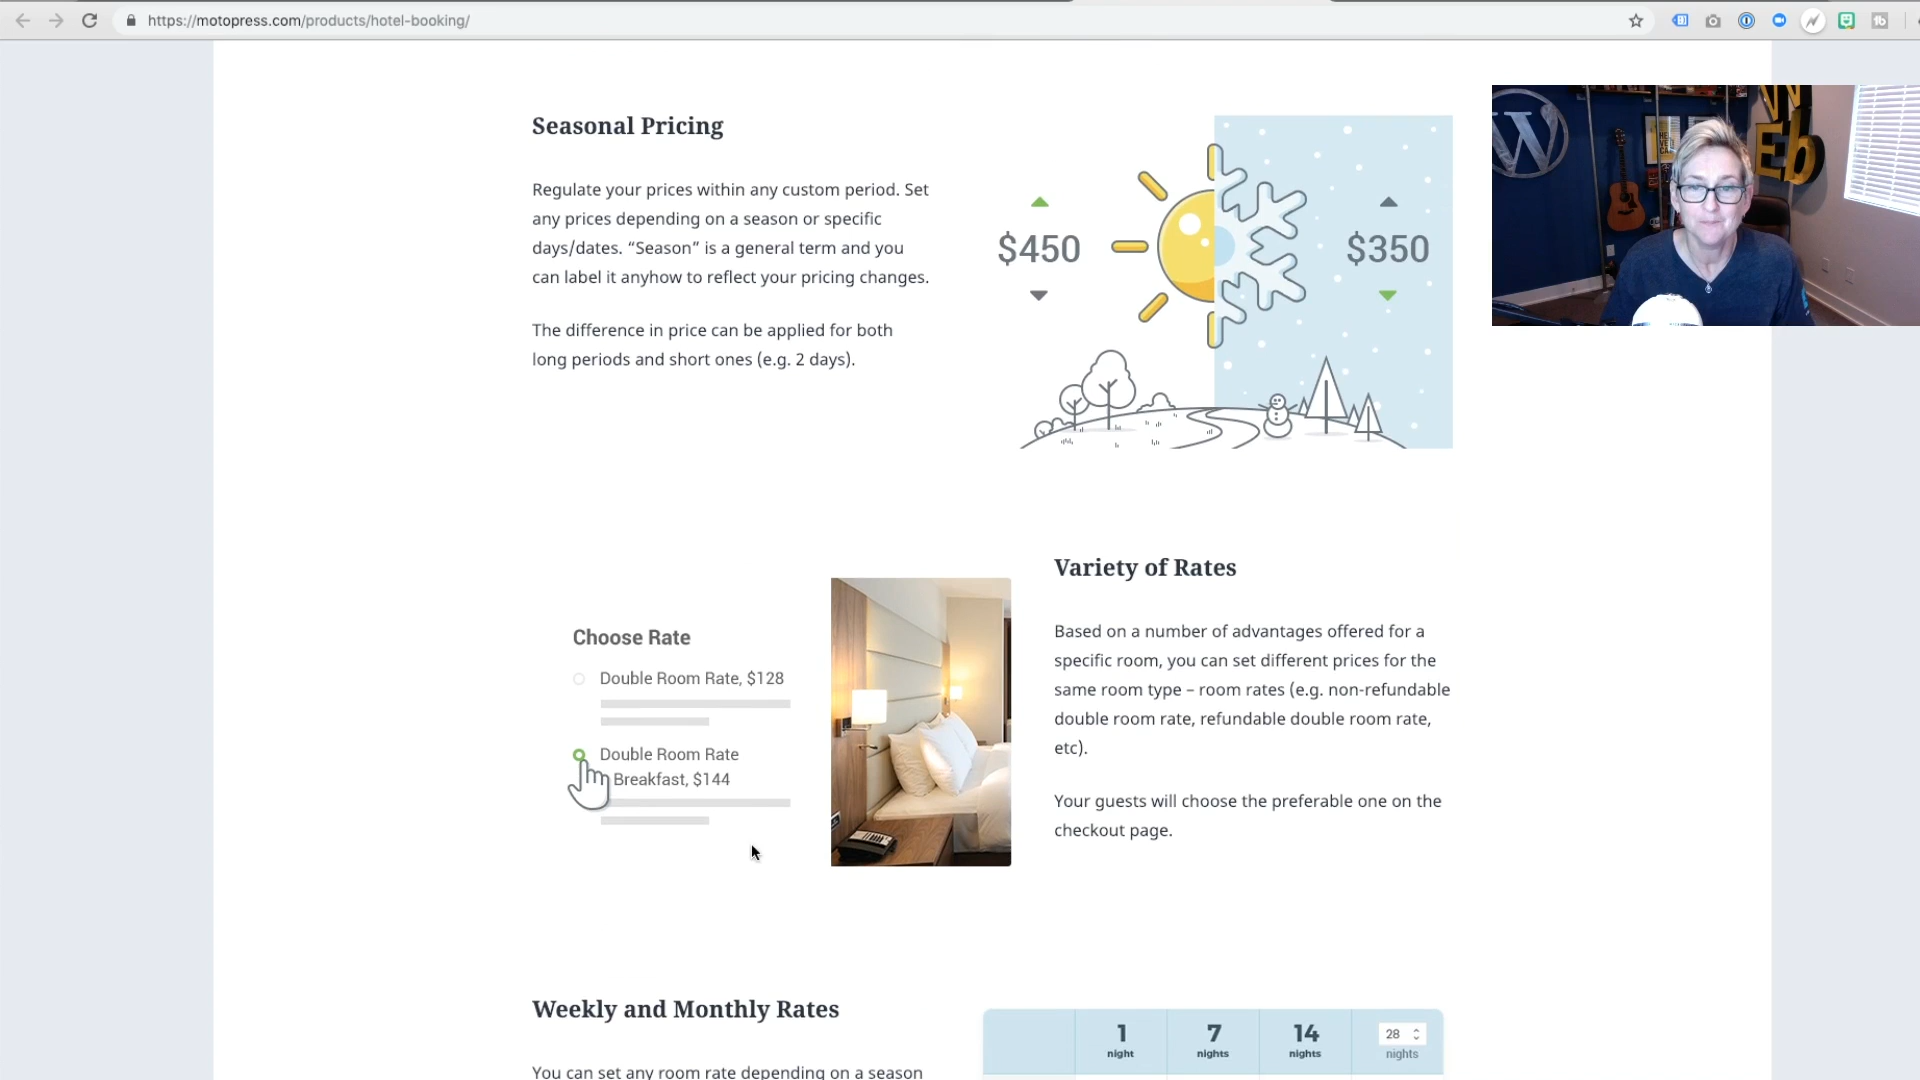 https://motopress.com/products/hotel-booking/
Seasonal Pricing
Regulate your prices within any custom period. Set
any prices depending on a season or specific
days/dates. “Season” is a general term and you
can label it anyhow to reflect your pricing changes.
The difference in price can be applied for both
long periods and short ones (e.g. 2 days).
$450
$350
W
Eb
Choose Rate
Double Room Rate, $128
Double Room Rate
Breakfast, $144
Variety of Rates
Based on a number of advantages offered for a
specific room, you can set different prices for the
same room type – room rates (e.g. non-refundable
double room rate, refundable double room rate,
etc).
Your guests will choose the preferable one on the
checkout page.
Weekly and Monthly Rates
You can set any room rate depending on a season
1 7 14 28
night nights nights nights